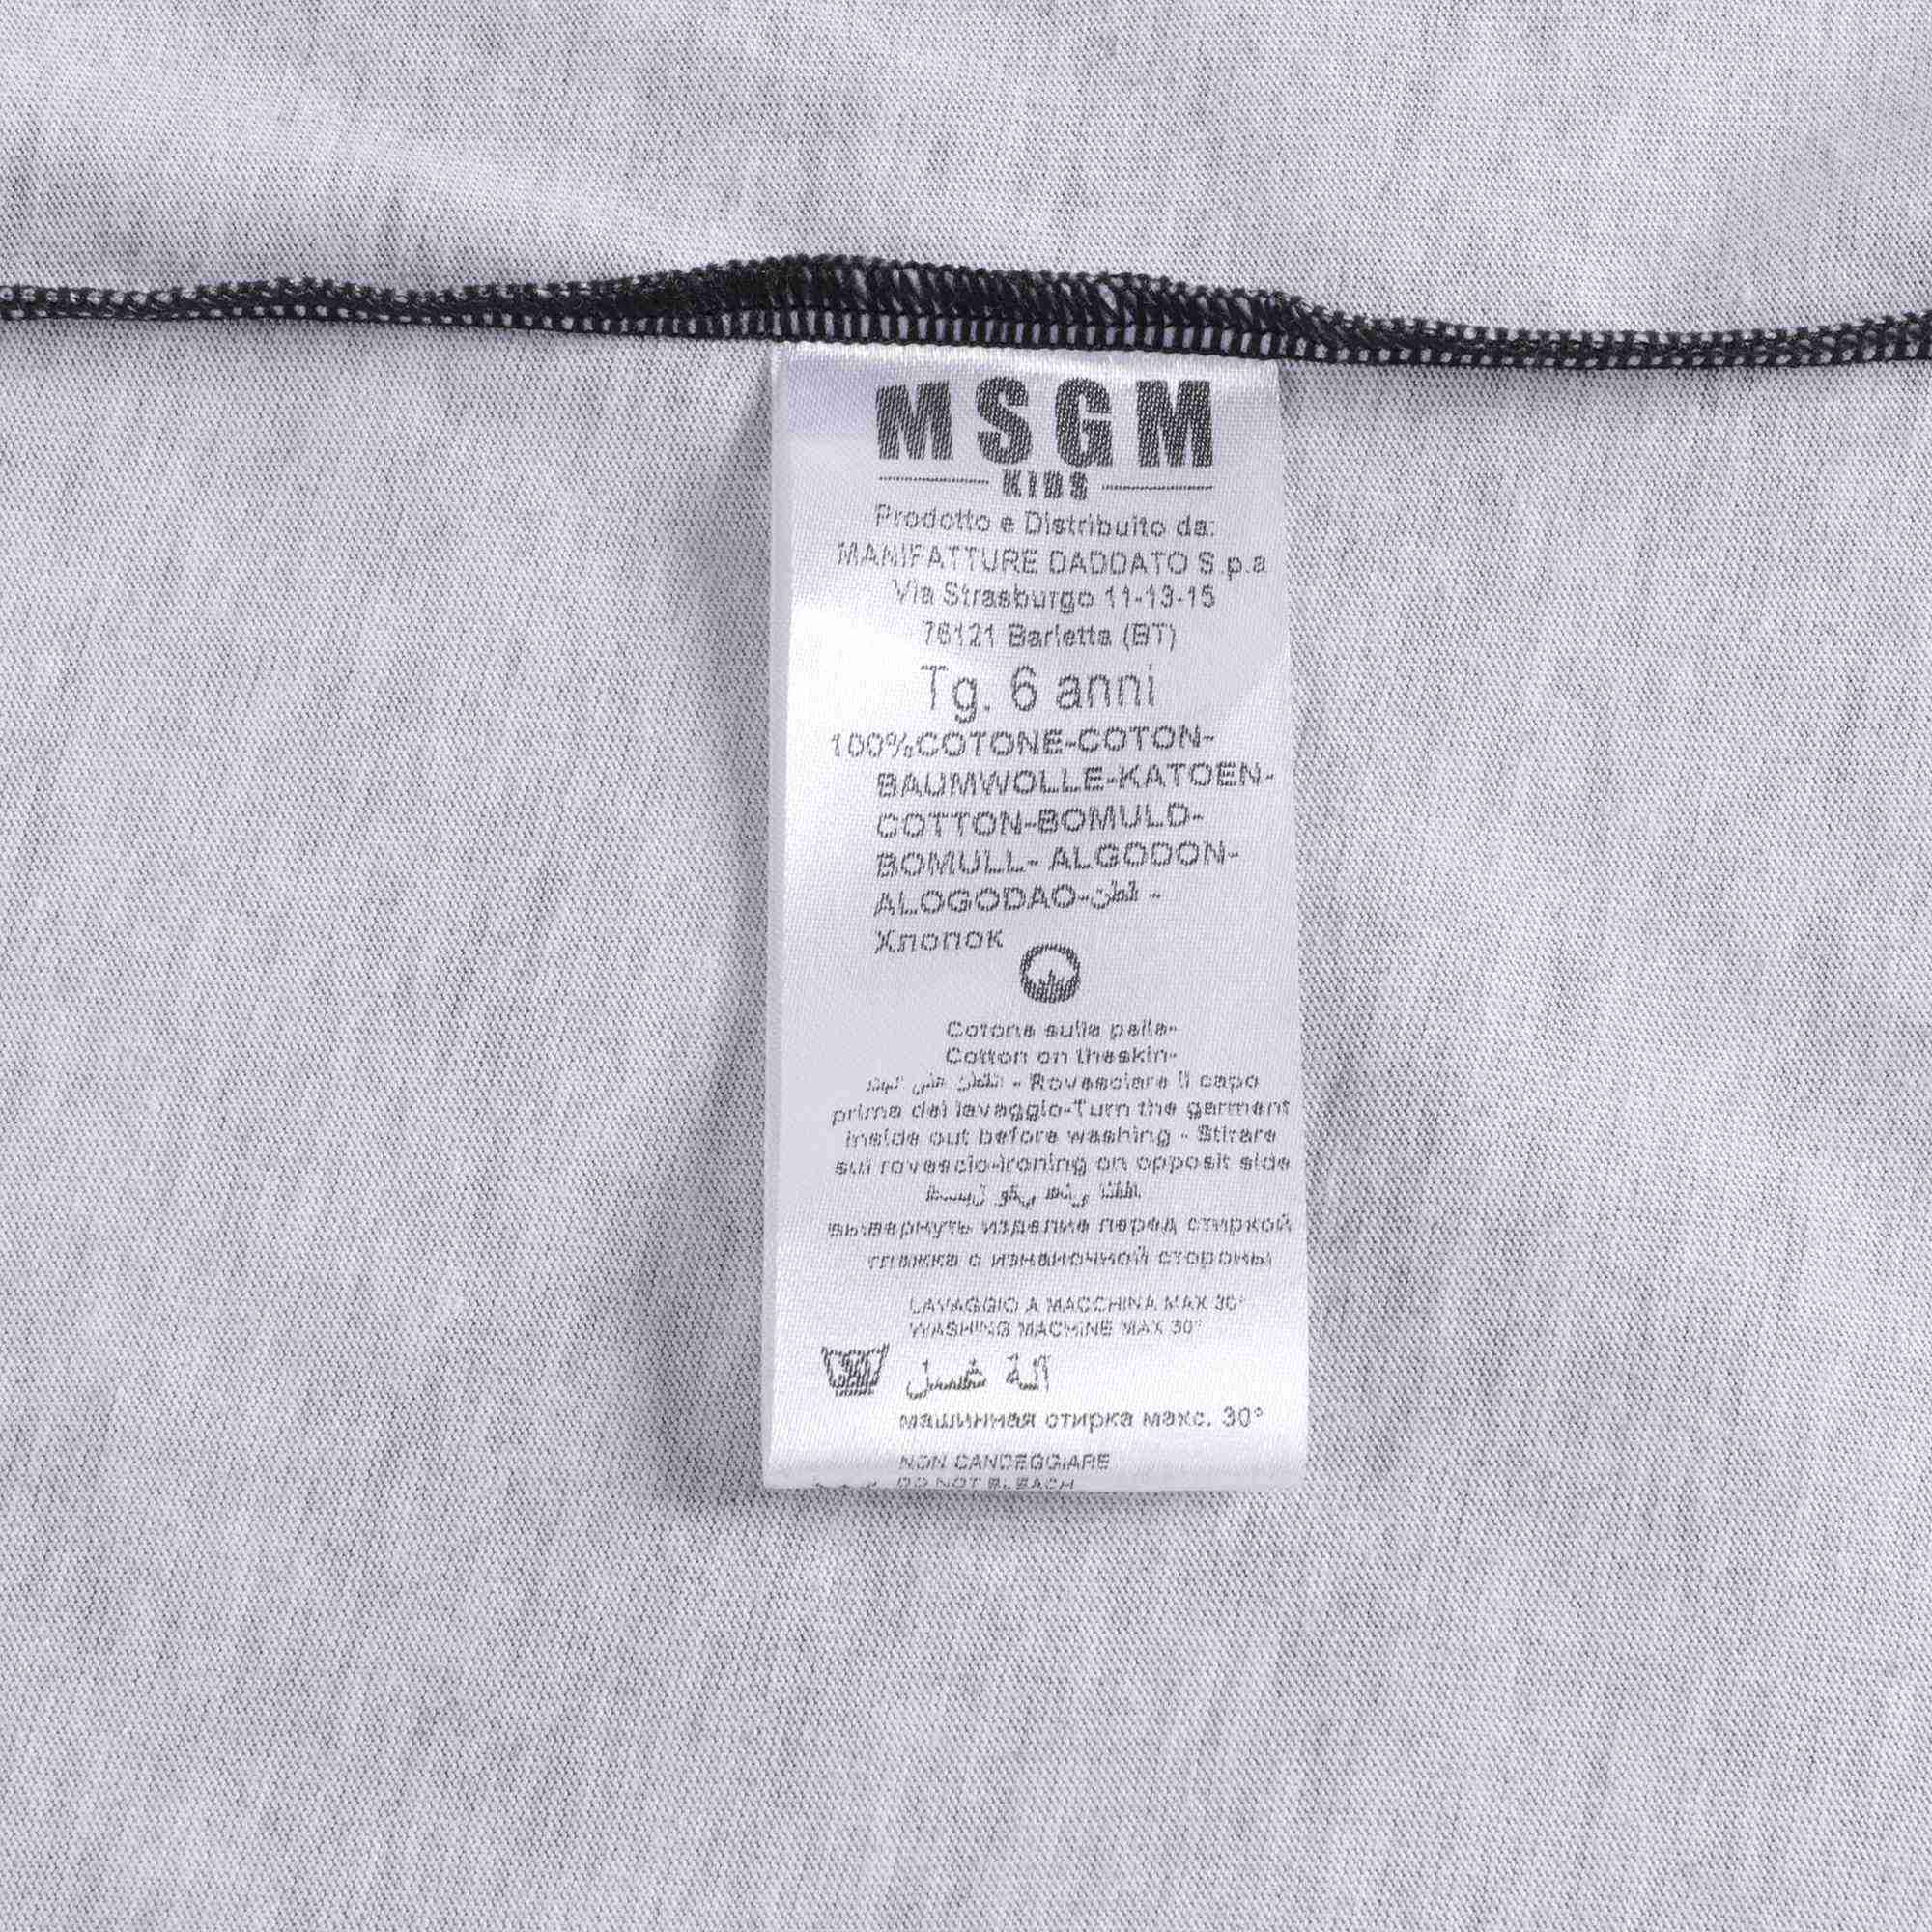 MSGM
KIDS
Prodotto e Distribuito da:
MANIFATTURE DADDATO S.p.a
Via Strasburgo 11-13-15
76121 Barletta (BT)
Tg. 6 anni
100%COTONE-COTON-
BAUMWOLLE-KATOEN-
COTTON-BOMULD-
BOMULL- ALGODON-
ALOGODAO-قطن -
Хлопок
Cotone sulla pelle-
Cotton on theskin-
- Rovesciare il capo
prima del lavaggio-Turn the garment
inside out before washing - Stirare
sul rovescio-ironing on opposit side
вывернуть изделие перед стиркой
глажка с изнаночной стороны
LAVAGGIO A MACCHINA MAX 30°
WASHING MACHINE MAX 30°
30 آلة غسل
машинная стирка макс. 30°
NON CANDEGGIARE
DO NOT BLEACH